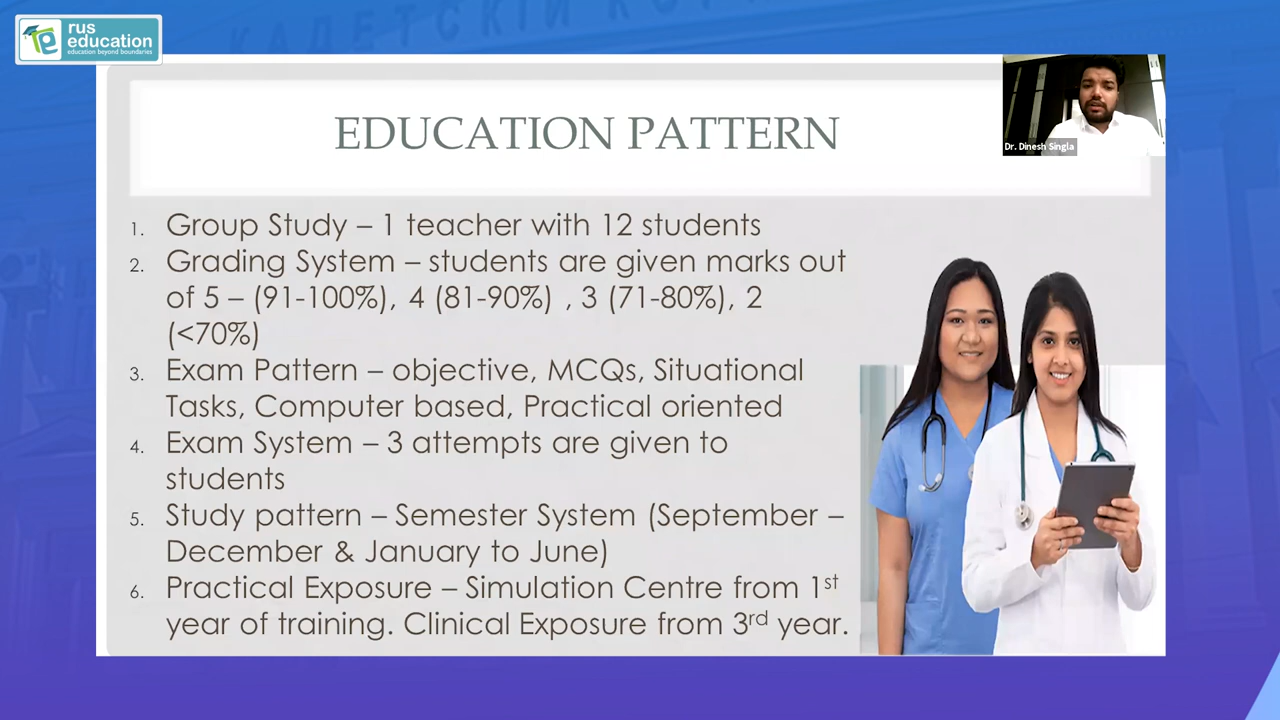 КАДЕТСКІЙ КО
rus
education
education beyond boundaries
EDUCATION PATTERN
Dr. Dinesh Singla
1. Group Study – 1 teacher with 12 students
2. Grading System – students are given marks out
of 5 – (91-100%), 4 (81-90%) , 3 (71-80%), 2
(<70%)
3. Exam Pattern – objective, MCQs, Situational
Tasks, Computer based, Practical oriented
4. Exam System – 3 attempts are given to
students
5. Study pattern – Semester System (September –
December & January to June)
6. Practical Exposure – Simulation Centre from 1st
year of training. Clinical Exposure from 3rd year.